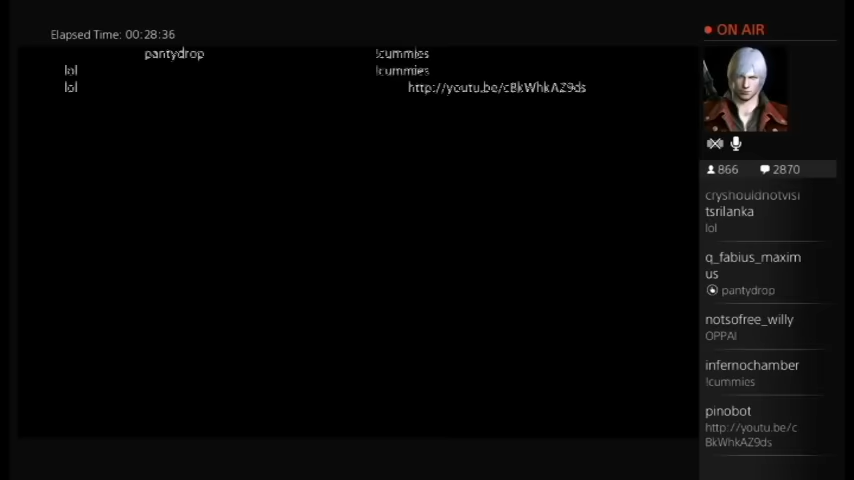 Elapsed Time: 00:28:36
ON AIR
pantydrop !cummies
lol !cummies
lol http://youtu.be/cBkWhkAZ9ds
866 2870
cryshouldnotvisi
tsrilanka
lol
q_fabius_maxim
us
pantydrop
notsofree_willy
OPPAI
infernochamber
!cummies
pinobot
http://youtu.be/c
BkWhkAZ9ds